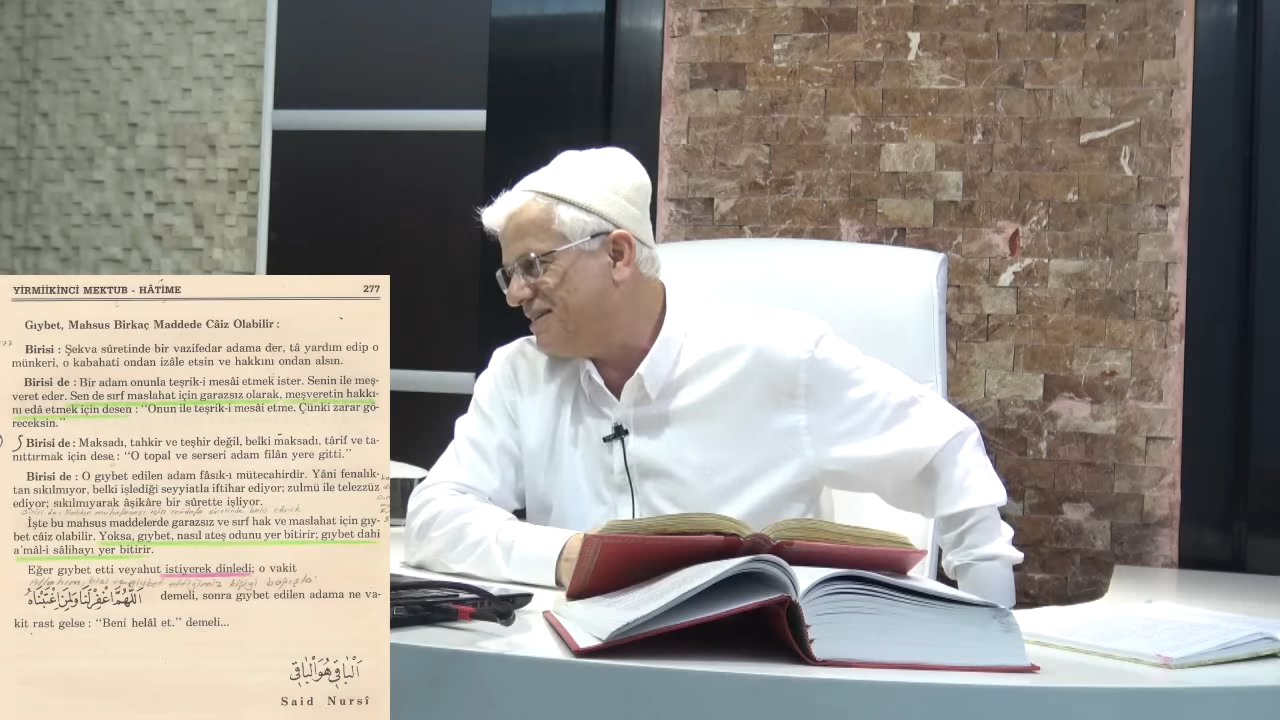 YİRMİİKİNCİ MEKTUB - HÂTİME 277
Gıybet, Mahsus Birkaç Maddede Câiz Olabilir :
Birisi : Şekva sûretinde bir vazifedar adama der, tâ yardım edip o
münkeri, o kabahati ondan izâle etsin ve hakkını ondan alsın.
Birisi de : Bir adam onunla teşrik-i mesâi etmek ister. Senin ile meş-
veret eder. Sen de sırf maslahat için garazsız olarak, meşveretin hakkı-
nı edâ etmek için desen : "Onun ile teşrik-i mesâi etme. Çünki zarar gö-
receksin."
Birisi de : Maksadı, tahkir ve teşhir değil, belki maksadı, târif ve ta-
nıttırmak için dese : "O topal ve serseri adam filân yere gitti."
Birisi de : O gıybet edilen adam fâsık-ı mütecahirdir. Yâni fenalık-
tan sıkılmıyor, belki işlediği seyyiatla iftihar ediyor; zulmü ile telezzüz
ediyor; sıkılmıyarak âşikâre bir sûrette işliyor.
İşte bu mahsus maddelerde garazsız ve sırf hak ve maslahat için gıy-
bet câiz olabilir. Yoksa, gıybet, nasıl ateş odunu yer bitirir; gıybet dahi
a'mâl-i sâlihayı yer bitirir.
Eğer gıybet etti veyahut istiyerek dinledi; o vakit
اَللّٰهُمَّ اغْفِرْلَنَا وَلِمَنِ اغْتَبْنَاهُ demeli, sonra gıybet edilen adama ne va-
kit rast gelse : "Beni helâl et." demeli...
اَلْبَاقِى هُوَ الْبَاقِى
Said Nursî